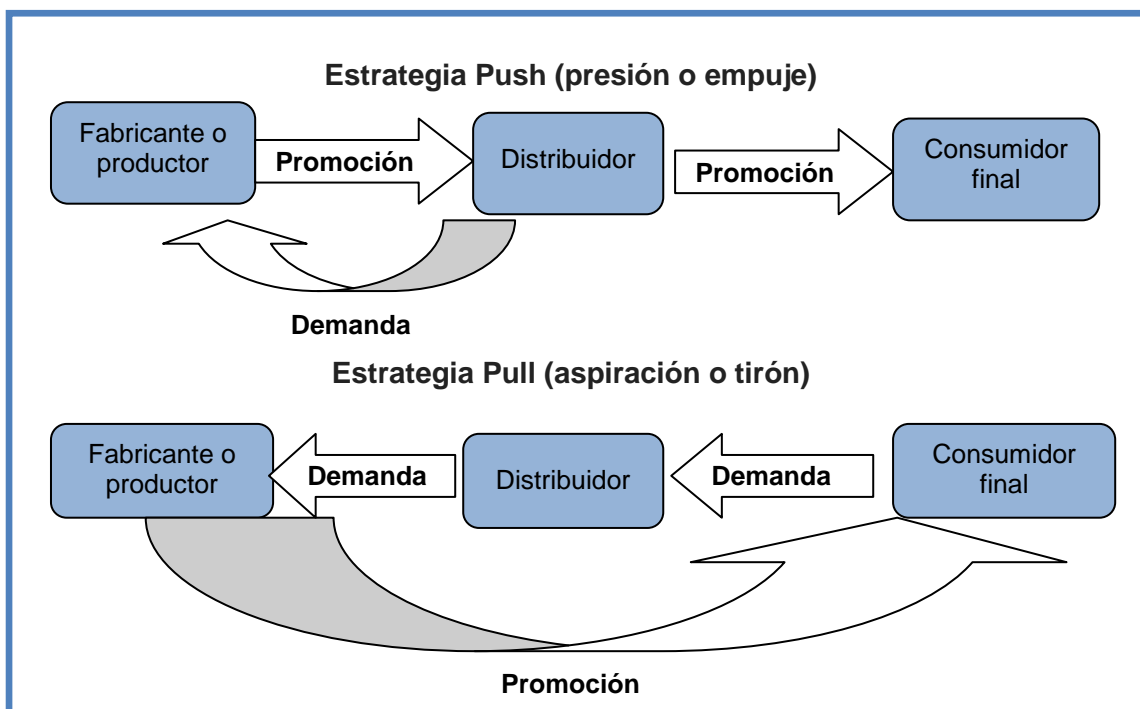 Estrategia Push (presión o empuje)
Fabricante o
productor
Promoción
Distribuidor
Promoción
Consumidor
final
Demanda
Estrategia Pull (aspiración o tirón)
Fabricante o
productor
Demanda
Distribuidor
Demanda
Consumidor
final
Promoción